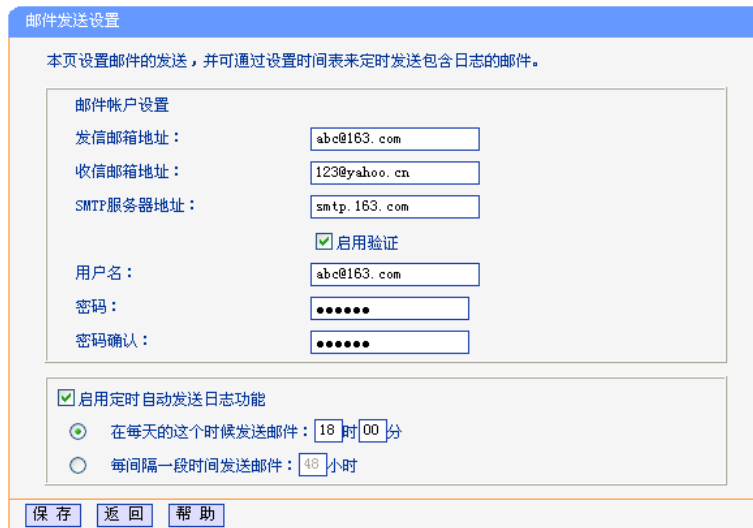 邮件发送设置
本页设置邮件的发送，并可通过设置时间表来定时发送包含日志的邮件。
邮件帐户设置
发信邮箱地址： abc@163.com
收信邮箱地址： 123@yahoo.cn
SMTP服务器地址： smtp.163.com
启用验证
用户名： abc@163.com
密码： ●●●●●●
密码确认： ●●●●●●
启用定时自动发送日志功能
在每天的这个时候发送邮件： 18 时 00 分
每间隔一段时间发送邮件： 48 小时
保存 返回 帮助